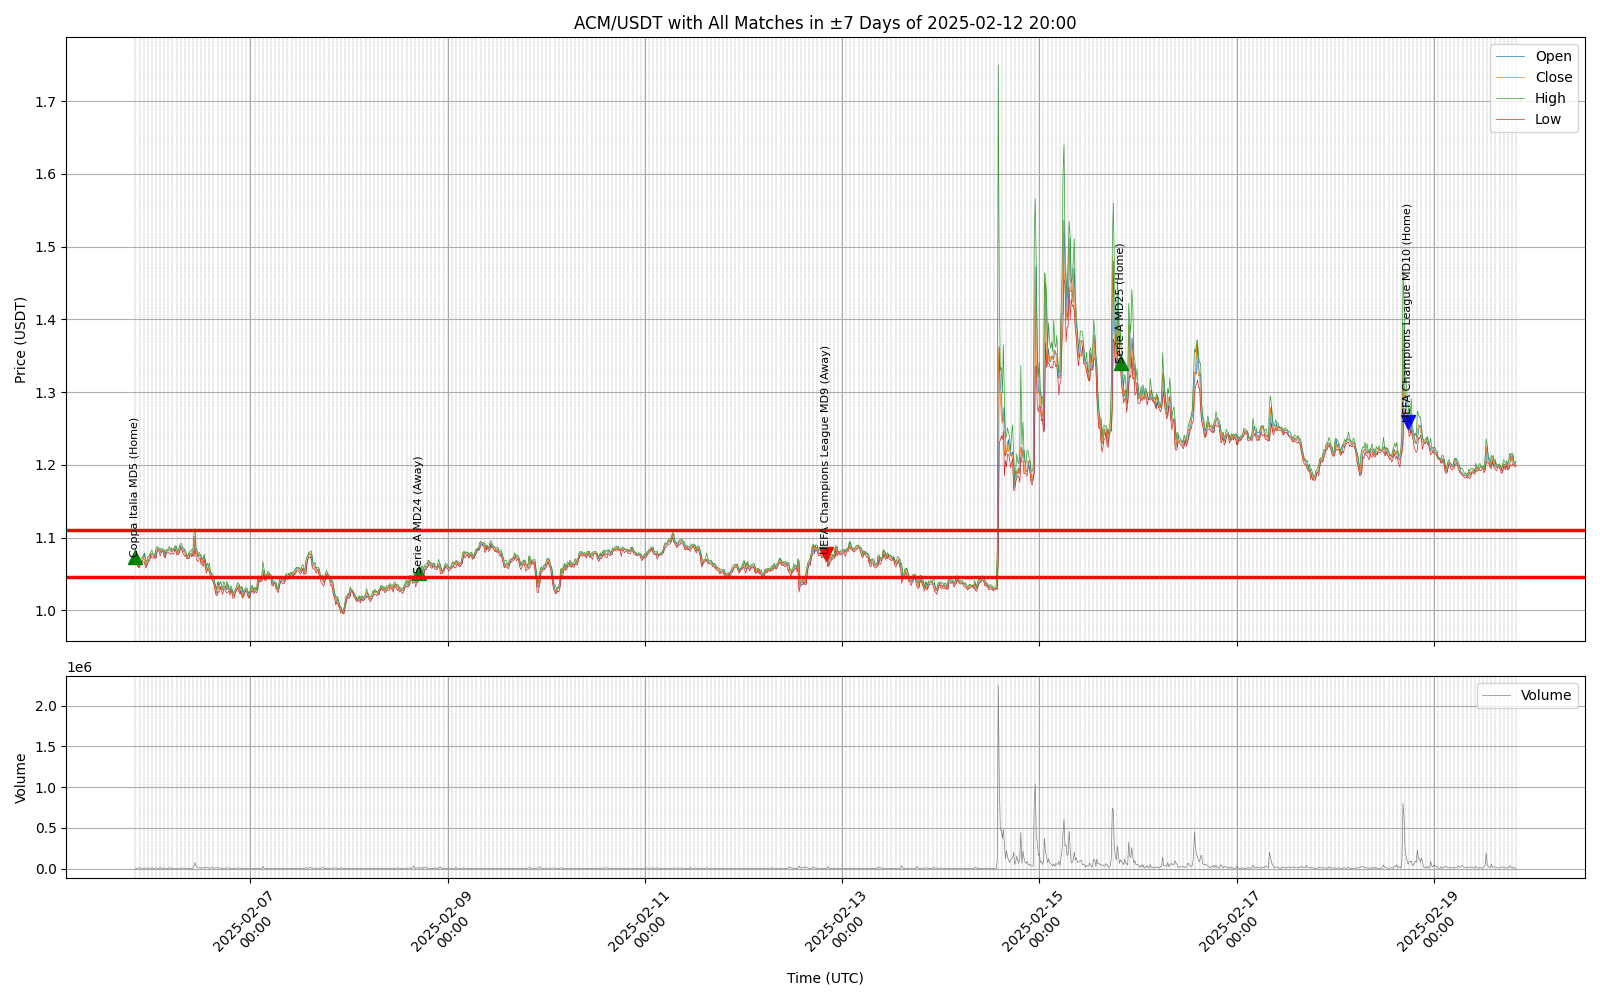 ACM/USDT with All Matches in ±7 Days of 2025-02-12 20:00
Open
Close
High
Low
Price (USDT)
1.7
1.6
1.5
1.4
1.3
1.2
1.1
1.0
Coppa Italia MD5 (Home)
Serie A MD24 (Away)
UEFA Champions League MD9 (Away)
Serie A MD25 (Home)
UEFA Champions League MD10 (Home)
1e6
Volume
Volume
2.0
1.5
1.0
0.5
0.0
2025-02-07
00:00
2025-02-09
00:00
2025-02-11
00:00
2025-02-13
00:00
2025-02-15
00:00
2025-02-17
00:00
2025-02-19
00:00
Time (UTC)